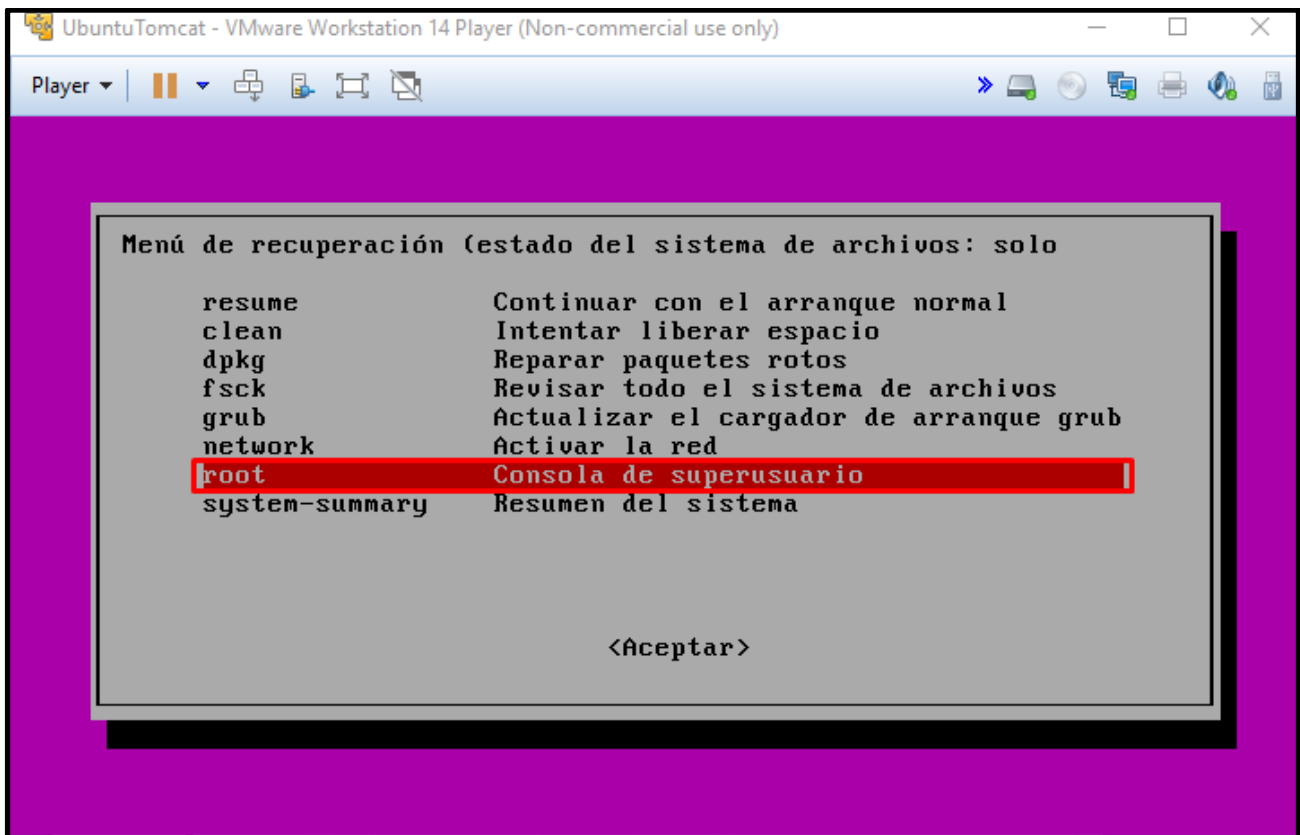 UbuntuTomcat - VMware Workstation 14 Player (Non-commercial use only)
Player
Menú de recuperación (estado del sistema de archivos: solo
resume Continuar con el arranque normal
clean Intentar liberar espacio
dpkg Reparar paquetes rotos
fsck Revisar todo el sistema de archivos
grub Actualizar el cargador de arranque grub
network Activar la red
root Consola de superusuario
system-summary Resumen del sistema
<Aceptar>